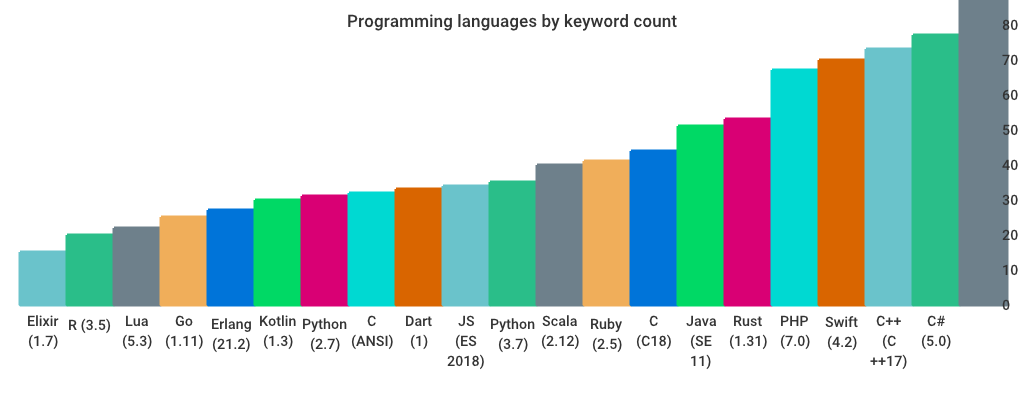 Programming languages by keyword count
80
70
60
50
40
30
20
10
0
Elixir
(1.7)
R (3.5)
Lua
(5.3)
Go
(1.11)
Erlang
(21.2)
Kotlin
(1.3)
Python
(2.7)
C
(ANSI)
Dart
(1)
JS
(ES
2018)
Python
(3.7)
Scala
(2.12)
Ruby
(2.5)
C
(C18)
Java
(SE
11)
Rust
(1.31)
PHP
(7.0)
Swift
(4.2)
C++
(C
++17)
C#
(5.0)